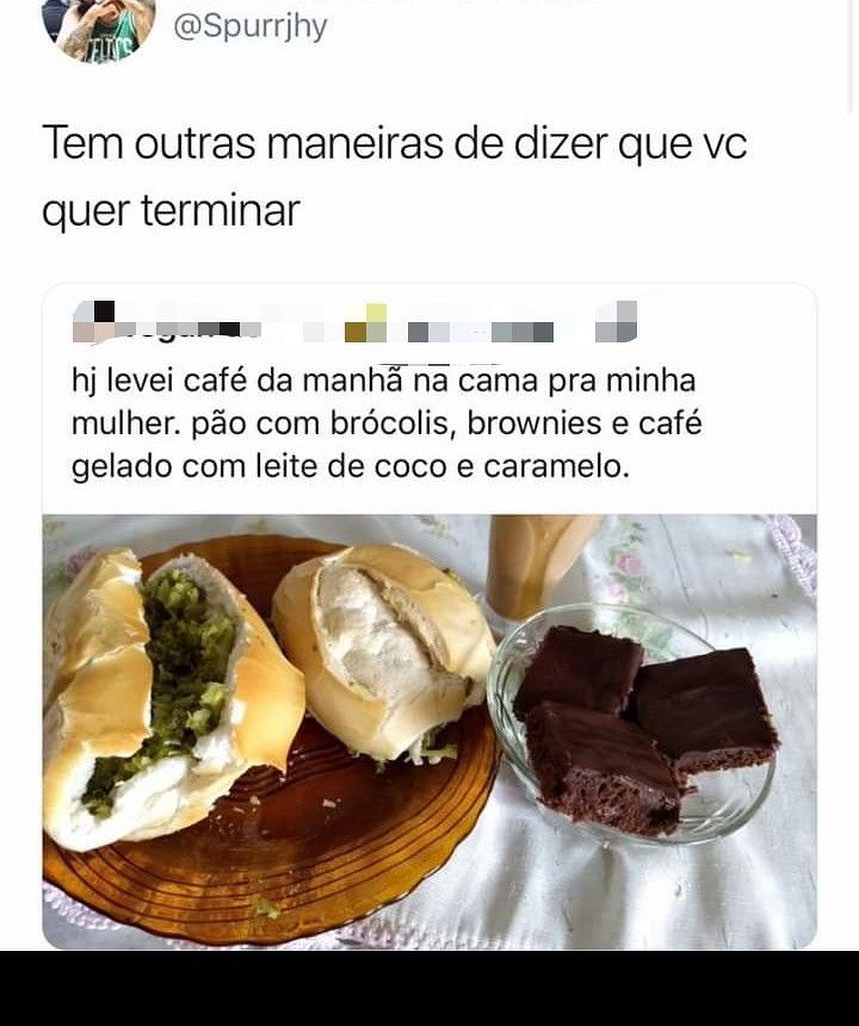 @Spurrjhy
Tem outras maneiras de dizer que vc
quer terminar
hj levei café da manhã na cama pra minha
mulher. pão com brócolis, brownies e café
gelado com leite de coco e caramelo.